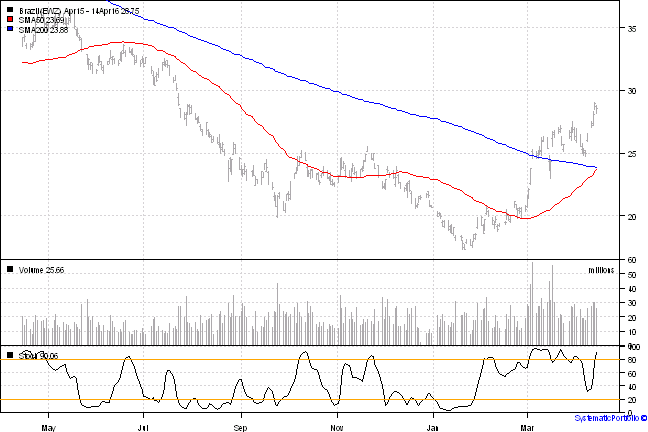 Brazil(EWZ) Apr15 - 14Apr16 28.75
SMA50 23.69
SMA200 23.88
35
30
25
20
Volume 25.66
millions
60
50
40
30
20
10
100
80
60
40
20
0
May
Jul
Sep
Nov
Jan
Mar
SystematicPortfolio ©